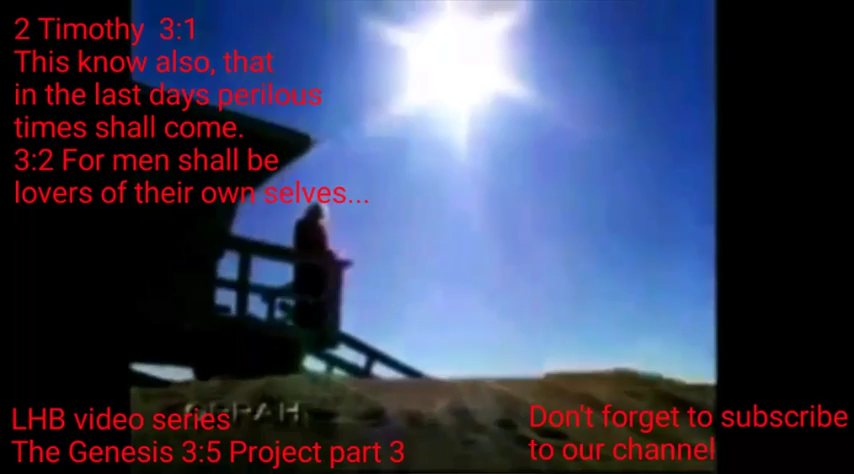 2 Timothy 3:1
This know also, that
in the last days perilous
times shall come.
3:2 For men shall be
lovers of their own selves...
OPRAH
LHB video series
The Genesis 3:5 Project part 3
Don't forget to subscribe
to our channel